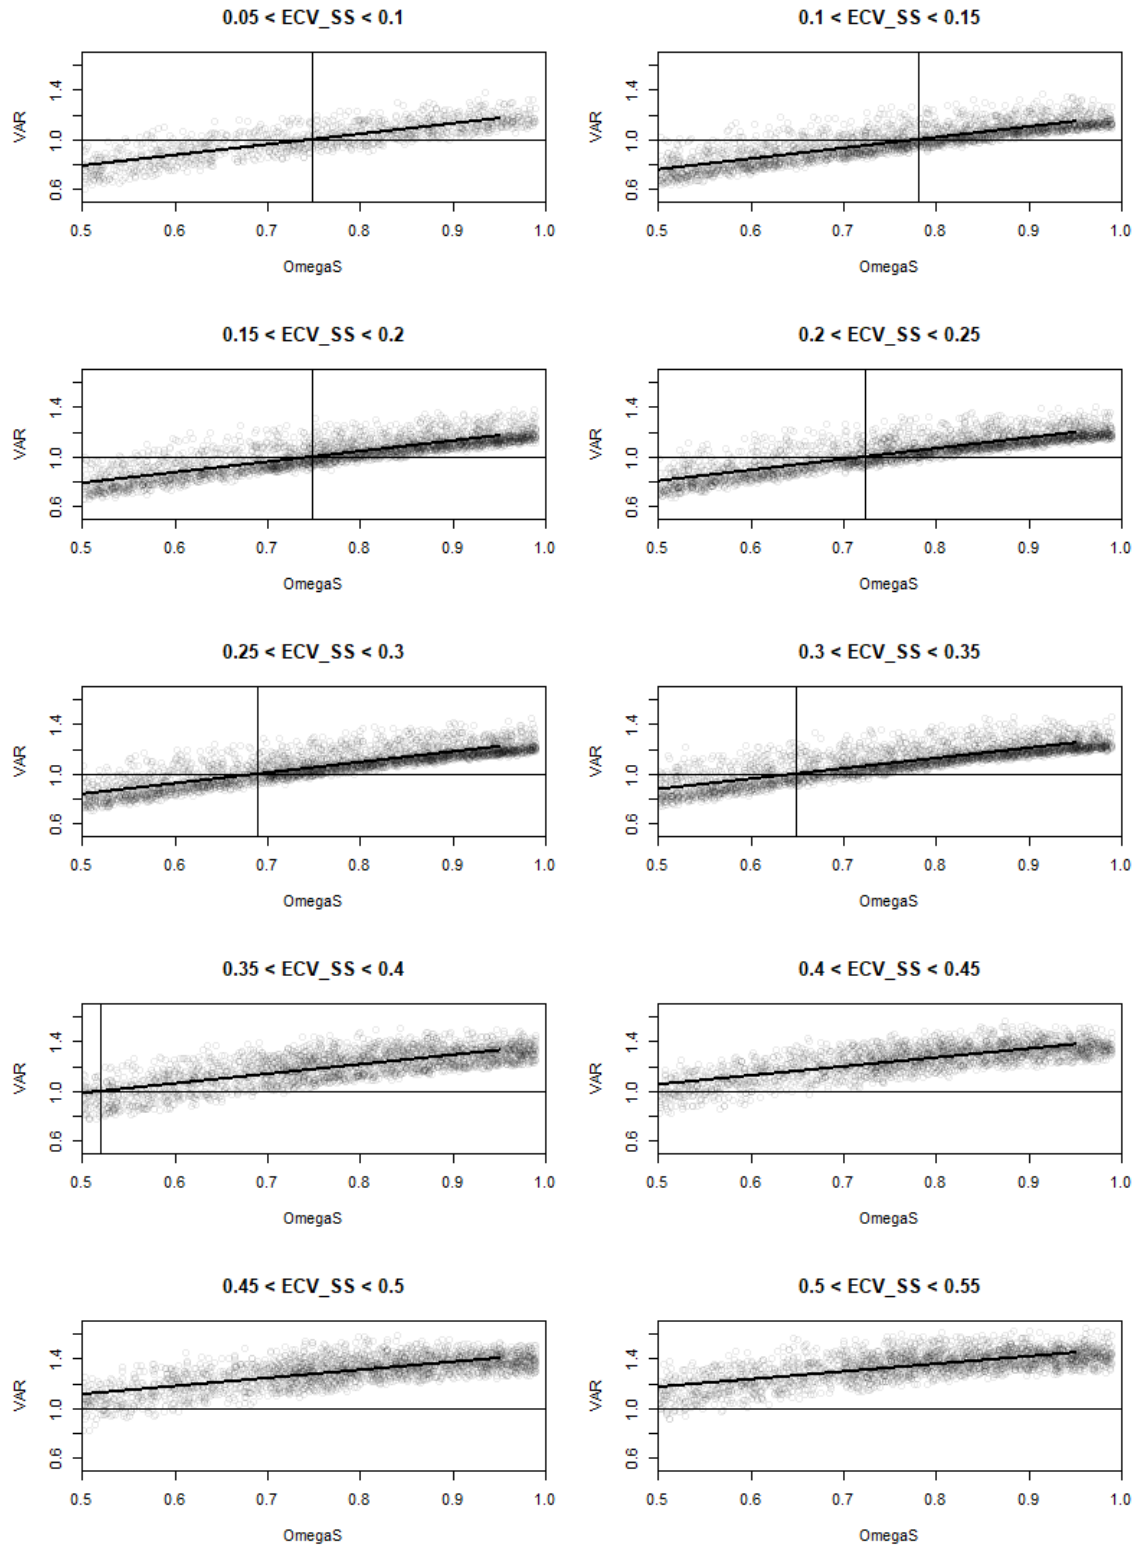 0.05 < ECV_SS < 0.1
VAR
0.6 1.0 1.4
0.5 0.6 0.7 0.8 0.9 1.0
OmegaS
0.1 < ECV_SS < 0.15
VAR
0.6 1.0 1.4
0.5 0.6 0.7 0.8 0.9 1.0
OmegaS
0.15 < ECV_SS < 0.2
VAR
0.6 1.0 1.4
0.5 0.6 0.7 0.8 0.9 1.0
OmegaS
0.2 < ECV_SS < 0.25
VAR
0.6 1.0 1.4
0.5 0.6 0.7 0.8 0.9 1.0
OmegaS
0.25 < ECV_SS < 0.3
VAR
0.6 1.0 1.4
0.5 0.6 0.7 0.8 0.9 1.0
OmegaS
0.3 < ECV_SS < 0.35
VAR
0.6 1.0 1.4
0.5 0.6 0.7 0.8 0.9 1.0
OmegaS
0.35 < ECV_SS < 0.4
VAR
0.6 1.0 1.4
0.5 0.6 0.7 0.8 0.9 1.0
OmegaS
0.4 < ECV_SS < 0.45
VAR
0.6 1.0 1.4
0.5 0.6 0.7 0.8 0.9 1.0
OmegaS
0.45 < ECV_SS < 0.5
VAR
0.6 1.0 1.4
0.5 0.6 0.7 0.8 0.9 1.0
OmegaS
0.5 < ECV_SS < 0.55
VAR
0.6 1.0 1.4
0.5 0.6 0.7 0.8 0.9 1.0
OmegaS